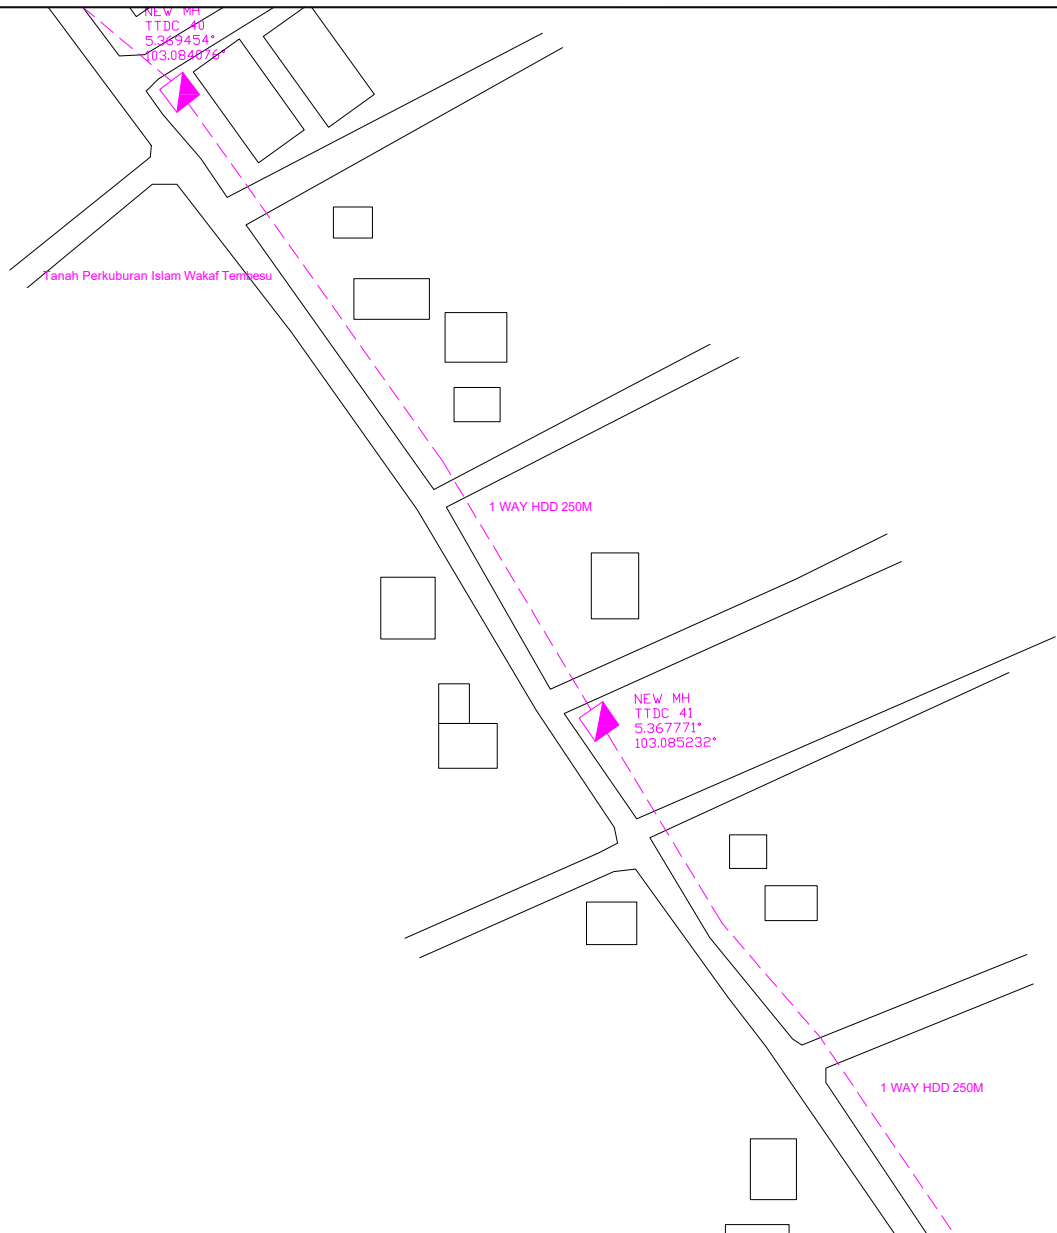 NEW MH
TTDC 40
5.369454°
103.084076°
Tanah Perkuburan Islam Wakaf Tembesu
1 WAY HDD 250M
NEW MH
TTDC 41
5.367771°
103.085232°
1 WAY HDD 250M